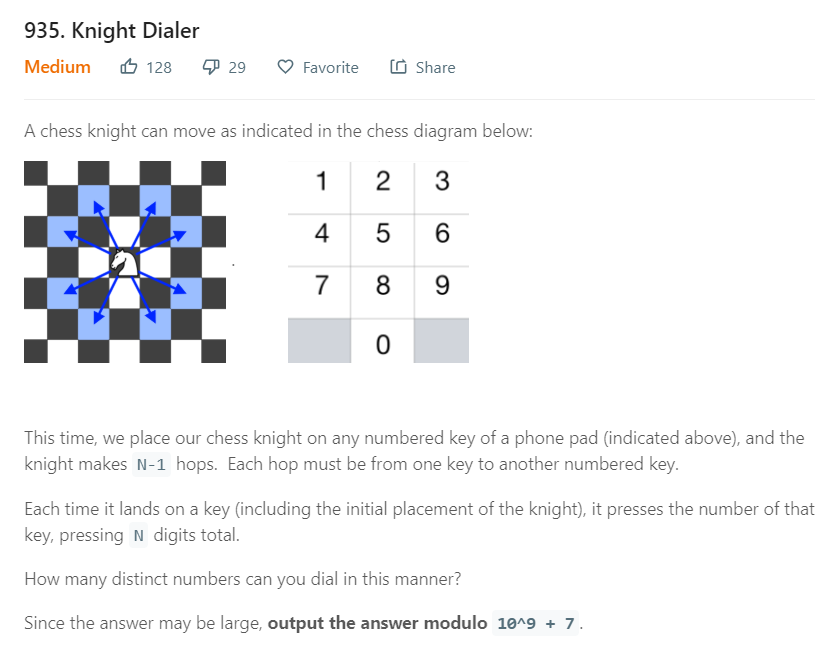 935. Knight Dialer
Medium 128 29 Favorite Share
A chess knight can move as indicated in the chess diagram below:
1 2 3
4 5 6
7 8 9
0
.
This time, we place our chess knight on any numbered key of a phone pad (indicated above), and the
knight makes N-1 hops. Each hop must be from one key to another numbered key.
Each time it lands on a key (including the initial placement of the knight), it presses the number of that
key, pressing N digits total.
How many distinct numbers can you dial in this manner?
Since the answer may be large, output the answer modulo 10^9 + 7.